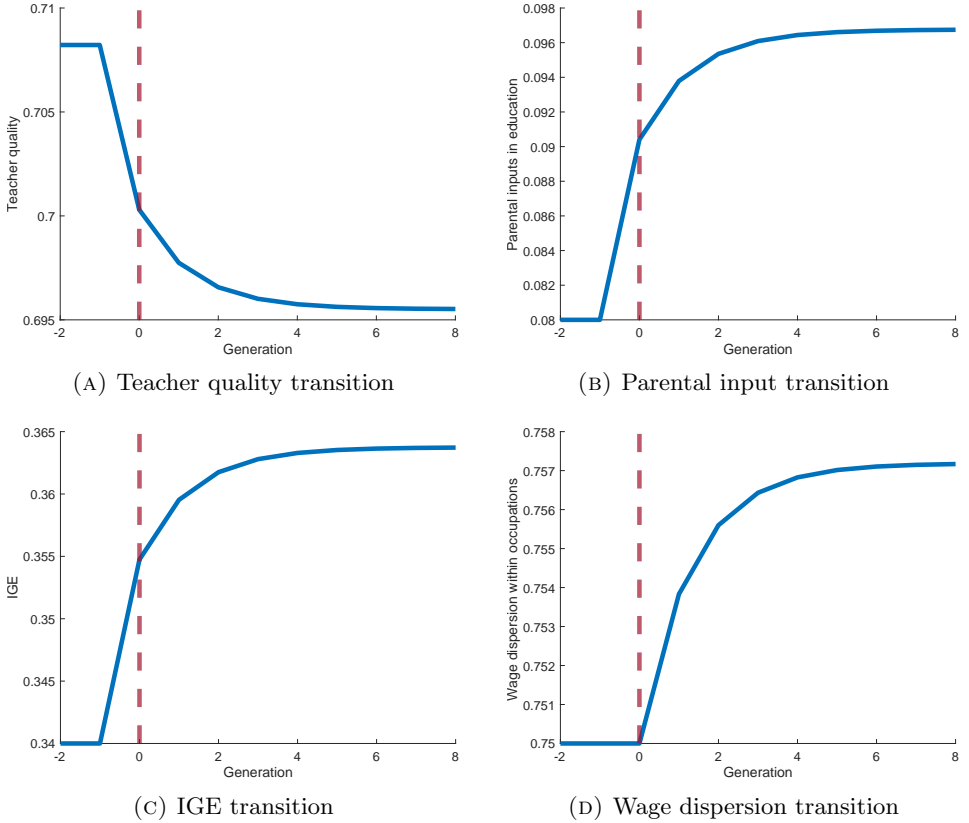 0.71
0.705
0.7
0.695
Teacher quality
-2 0 2 4 6 8
Generation
(A) Teacher quality transition
0.098
0.096
0.094
0.092
0.09
0.088
0.086
0.084
0.082
0.08
Parental inputs in education
-2 0 2 4 6 8
Generation
(B) Parental input transition
0.365
0.36
0.355
0.35
0.345
0.34
IGE
-2 0 2 4 6 8
Generation
(C) IGE transition
0.758
0.757
0.756
0.755
0.754
0.753
0.752
0.751
0.75
Wage dispersion within occupations
-2 0 2 4 6 8
Generation
(D) Wage dispersion transition